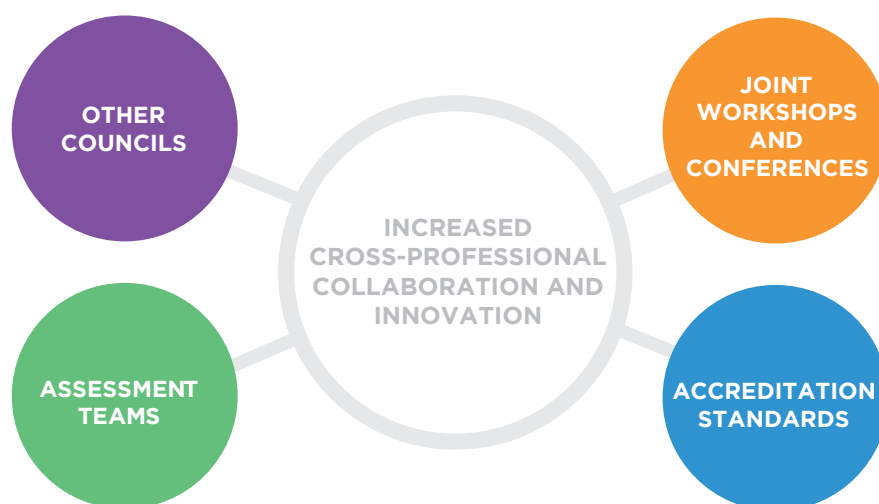 OTHER
COUNCILS
JOINT
WORKSHOPS
AND
CONFERENCES
INCREASED
CROSS-PROFESSIONAL
COLLABORATION AND
INNOVATION
ASSESSMENT
TEAMS
ACCREDITATION
STANDARDS